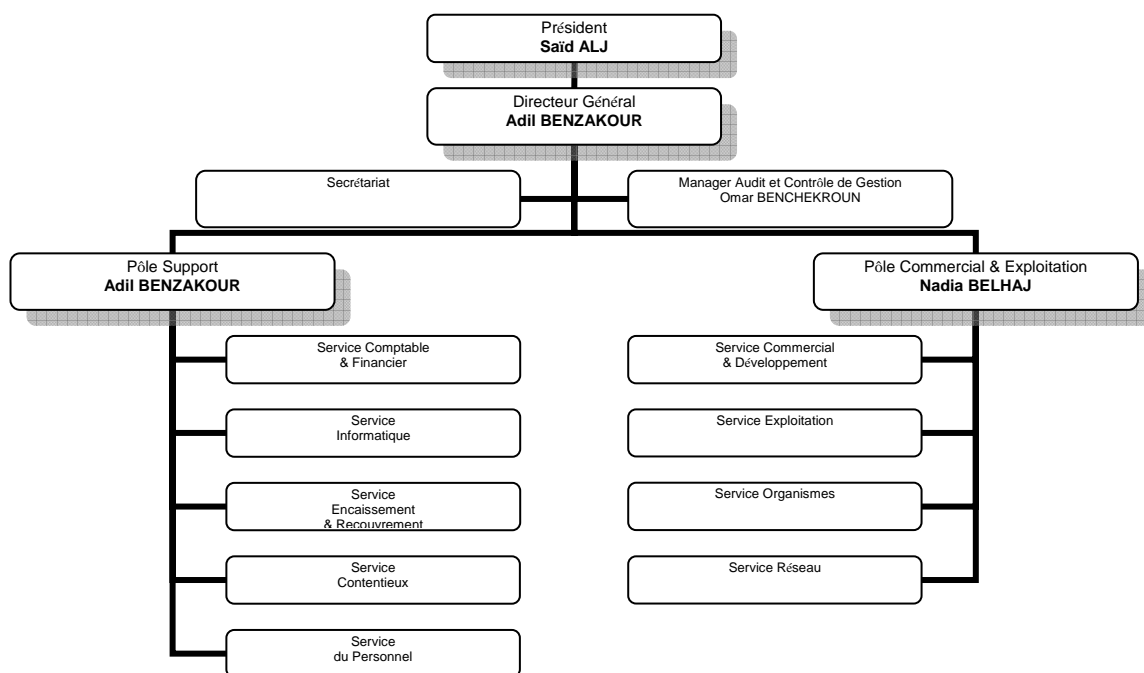 Président
Saïd ALJ
Directeur Général
Adil BENZAKOUR
Secrétariat
Manager Audit et Contrôle de Gestion
Omar BENCHEKROUN
Pôle Support
Adil BENZAKOUR
Pôle Commercial & Exploitation
Nadia BELHAJ
Service Comptable
& Financier
Service
Informatique
Service
Encaissement
& Recouvrement
Service
Contentieux
Service
du Personnel
Service Commercial
& Développement
Service Exploitation
Service Organismes
Service Réseau